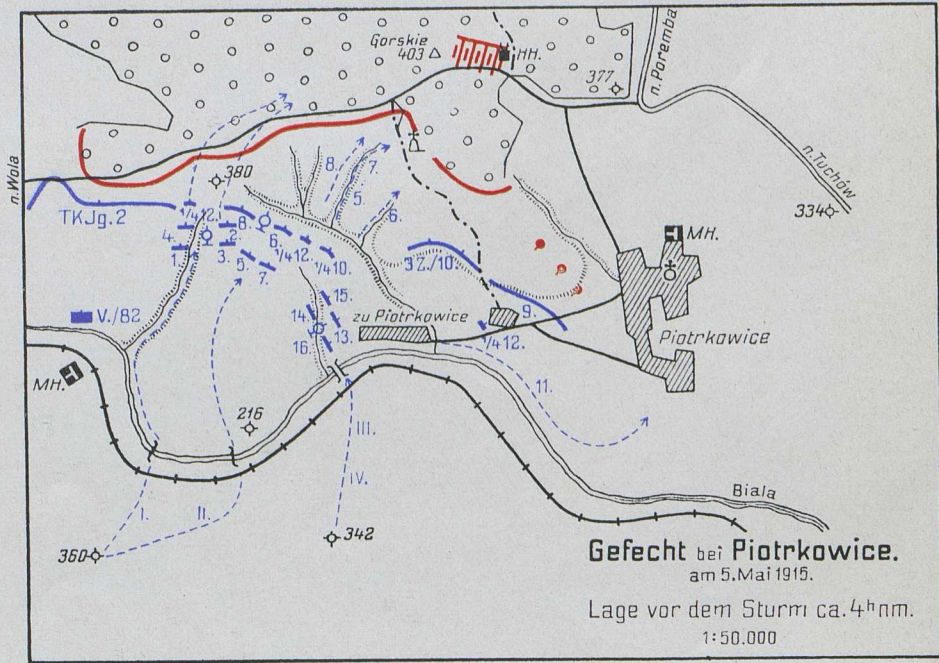 Gorskie
403
HH.
377
n. Poremba
n. Tuchów
334
n. Wola
380
TKJg. 2
1/4 12.
8.
4.
2.
6.
1.
3.
1/4 12.
5.
1/4 10.
7.
8.
7.
5.
6.
3 Z./10.
MH.
V./82
15.
14.
zu Piotrkowice
9.
13.
1/4 12.
16.
Piotrkowice
MH.
11.
216
III.
IV.
I.
II.
Biala
360
342
Gefecht bei Piotrkowice.
am 5. Mai 1915.
Lage vor dem Sturm ca. 4h nm.
1:50.000